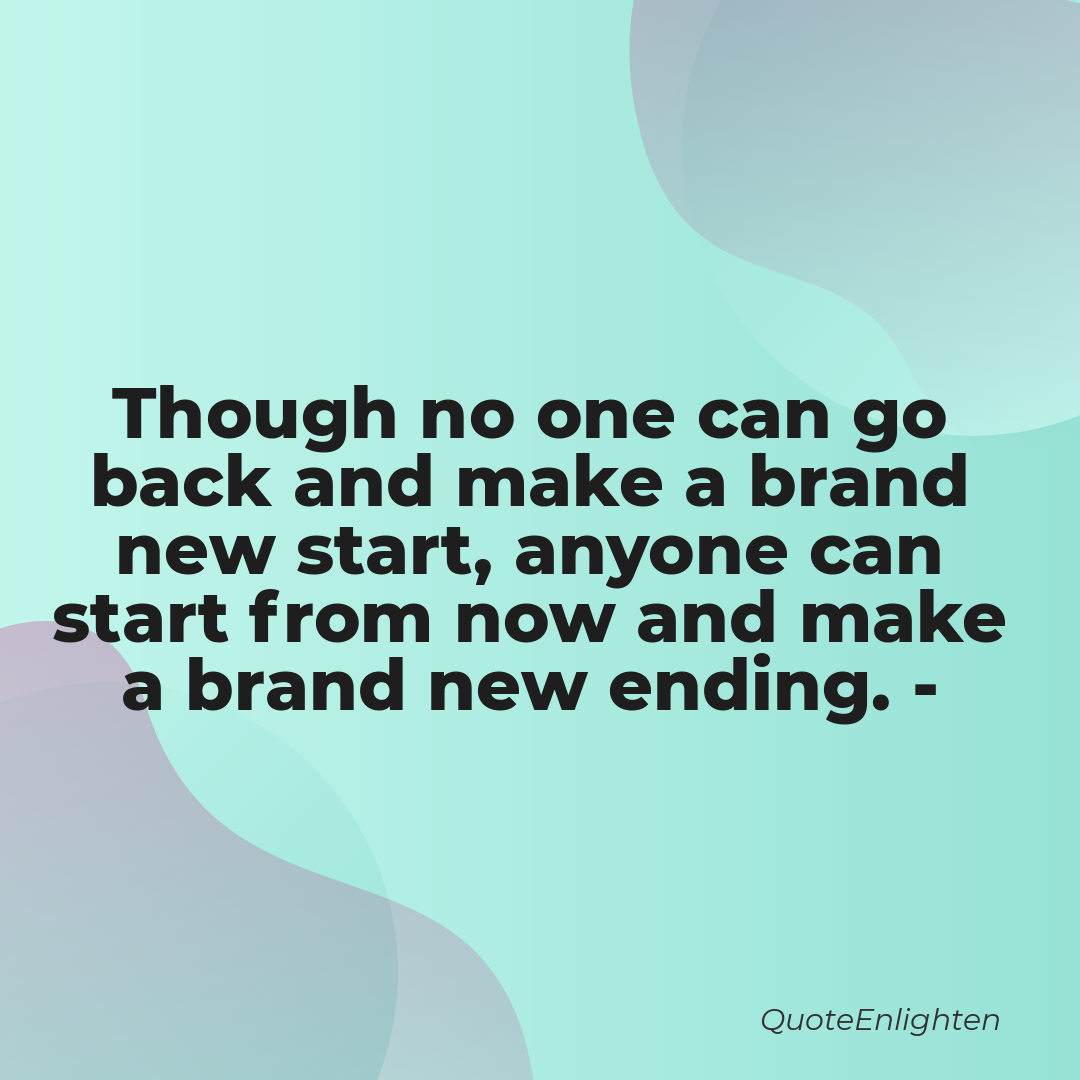 Though no one can go
back and make a brand
new start, anyone can
start from now and make
a brand new ending. -
QuoteEnlighten